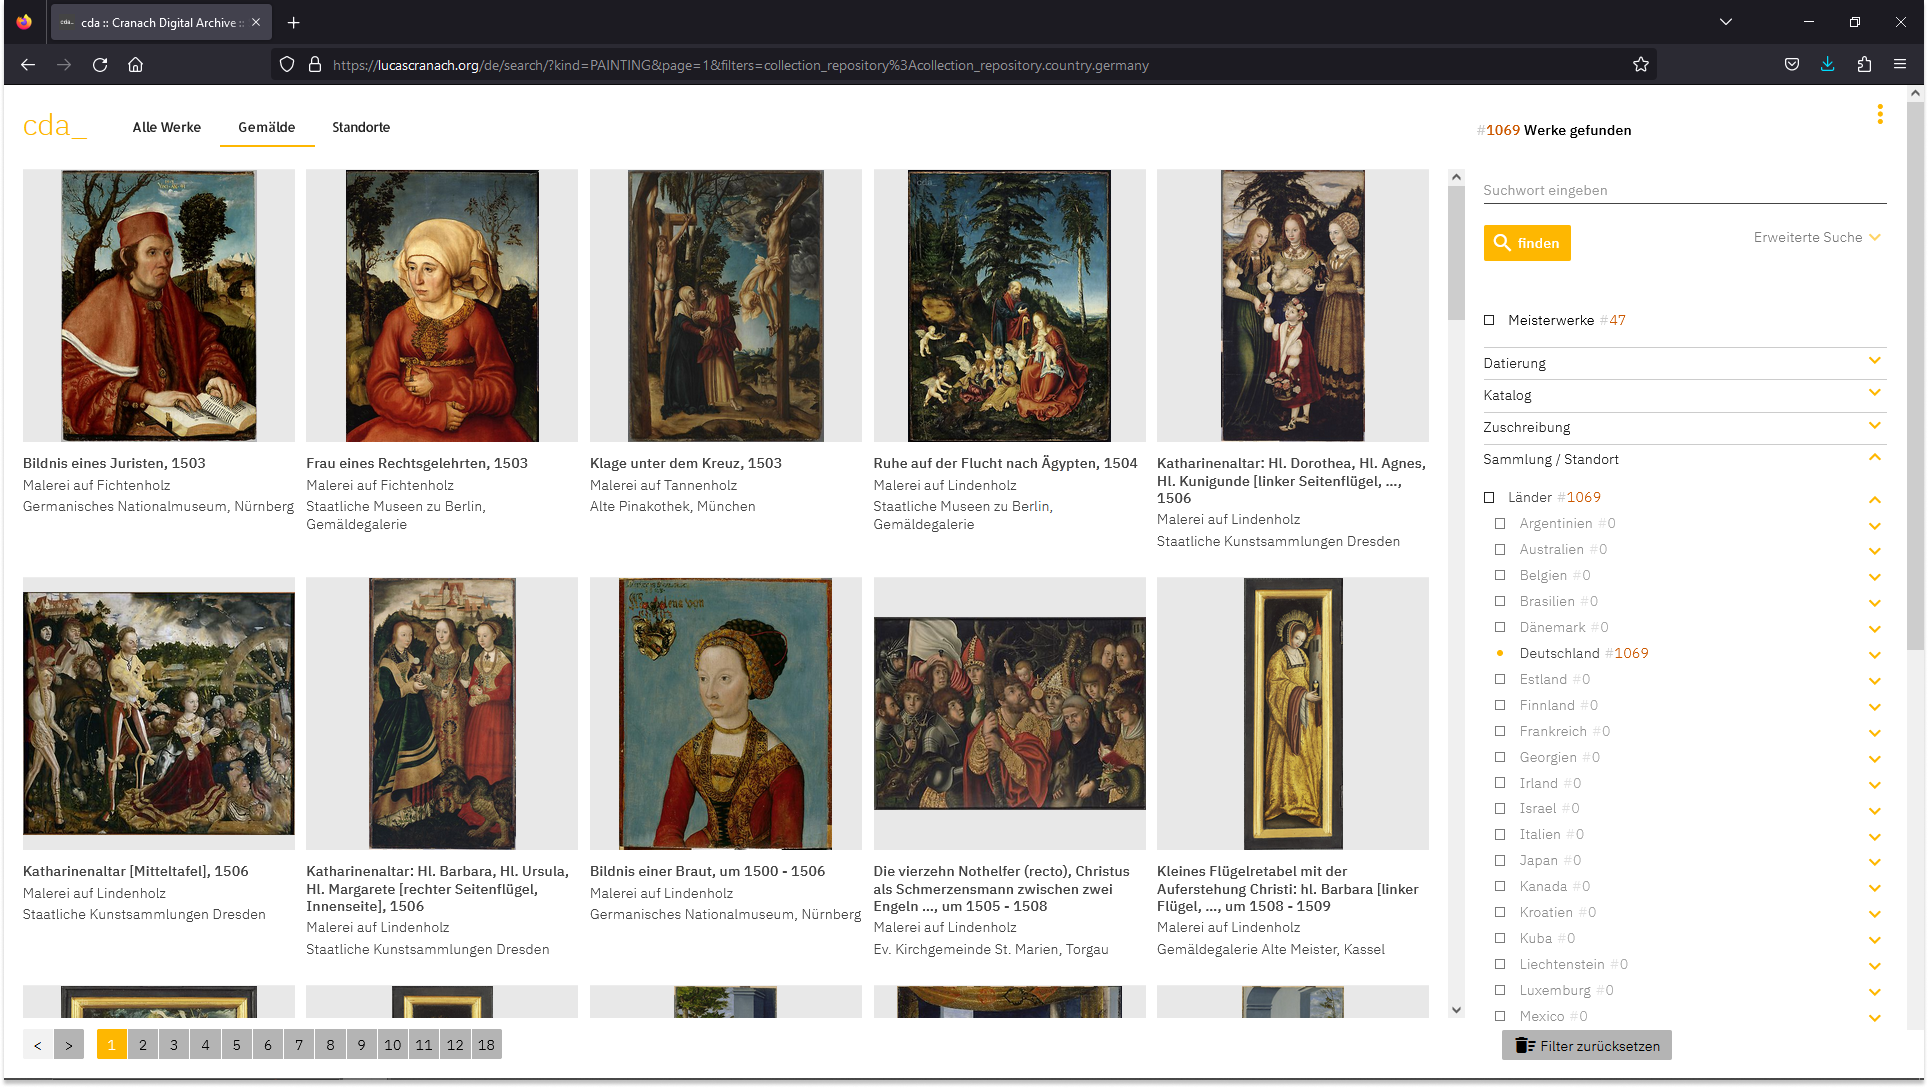 cda :: Cranach Digital Archive ::
https://lucascranach.org/de/search/?kind=PAINTING&page=1&filters=collection_repository%3Acollection_repository.country.germany
cda_
Alle Werke
Gemälde
Standorte
#1069 Werke gefunden
Suchwort eingeben
finden
Erweiterte Suche
Meisterwerke #47
Datierung
Katalog
Zuschreibung
Sammlung / Standort
Länder #1069
Argentinien #0
Australien #0
Belgien #0
Brasilien #0
Dänemark #0
Deutschland #1069
Estland #0
Finnland #0
Frankreich #0
Georgien #0
Irland #0
Israel #0
Italien #0
Japan #0
Kanada #0
Kroatien #0
Kuba #0
Liechtenstein #0
Luxemburg #0
Mexico #0
Filter zurücksetzen
Bildnis eines Juristen, 1503
Malerei auf Fichtenholz
Germanisches Nationalmuseum, Nürnberg
Frau eines Rechtsgelehrten, 1503
Malerei auf Fichtenholz
Staatliche Museen zu Berlin,
Gemäldegalerie
Klage unter dem Kreuz, 1503
Malerei auf Tannenholz
Alte Pinakothek, München
Ruhe auf der Flucht nach Ägypten, 1504
Malerei auf Lindenholz
Staatliche Museen zu Berlin,
Gemäldegalerie
Katharinenaltar: Hl. Dorothea, Hl. Agnes,
Hl. Kunigunde [linker Seitenflügel, ...,
1506
Malerei auf Lindenholz
Staatliche Kunstsammlungen Dresden
Katharinenaltar [Mitteltafel], 1506
Malerei auf Lindenholz
Staatliche Kunstsammlungen Dresden
Katharinenaltar: Hl. Barbara, Hl. Ursula,
Hl. Margarete [rechter Seitenflügel,
Innenseite], 1506
Malerei auf Lindenholz
Staatliche Kunstsammlungen Dresden
Bildnis einer Braut, um 1500 - 1506
Malerei auf Lindenholz
Germanisches Nationalmuseum, Nürnberg
Die vierzehn Nothelfer (recto), Christus
als Schmerzensmann zwischen zwei
Engeln ..., um 1505 - 1508
Malerei auf Lindenholz
Ev. Kirchgemeinde St. Marien, Torgau
Kleines Flügelretabel mit der
Auferstehung Christi: hl. Barbara [linker
Flügel, ..., um 1508 - 1509
Malerei auf Lindenholz
Gemäldegalerie Alte Meister, Kassel
< > 1 2 3 4 5 6 7 8 9 10 11 12 18